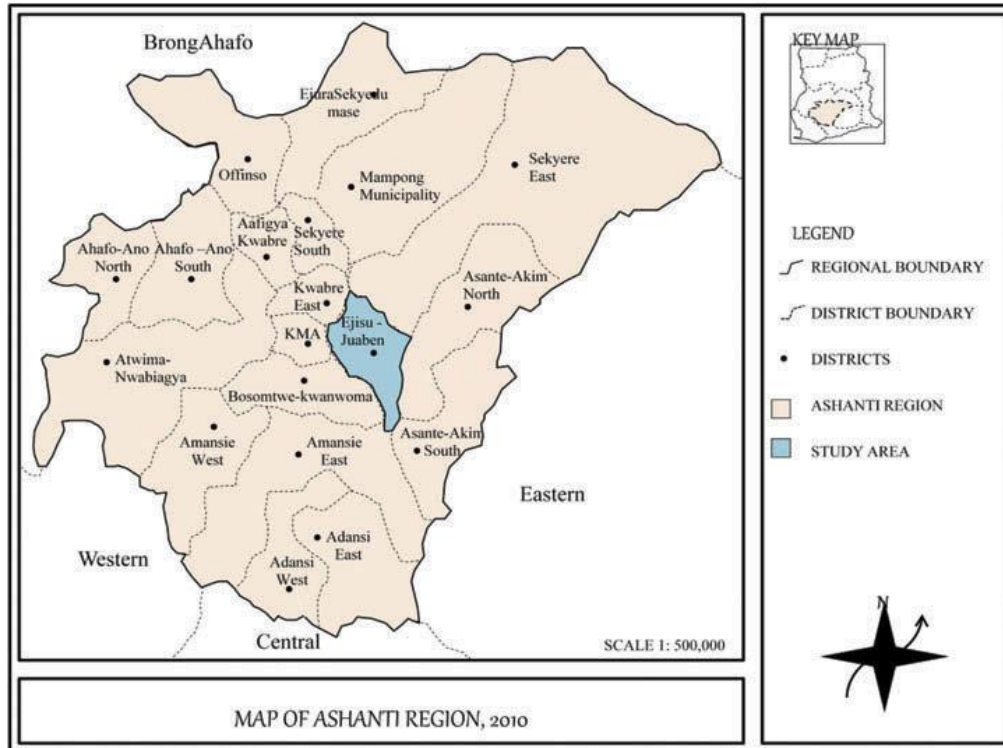 BrongAhafo
EjuraSekyedu
mase
Offinso
Mampong
Municipality
Sekyere
East
Aafigya
Kwabre
Sekyere
South
Ahafo-Ano
North
Ahafo –Ano
South
Asante-Akim
North
Kwabre
East
KMA
Ejisu -
Juaben
Atwima-
Nwabiagya
Bosomtwe-kwanwoma
Amansie
West
Amansie
East
Asante-Akim
South
Eastern
Adansi
East
Western
Adansi
West
Central
SCALE 1: 500,000
MAP OF ASHANTI REGION, 2010
KEY MAP
LEGEND
REGIONAL BOUNDARY
DISTRICT BOUNDARY
DISTRICTS
ASHANTI REGION
STUDY AREA
N